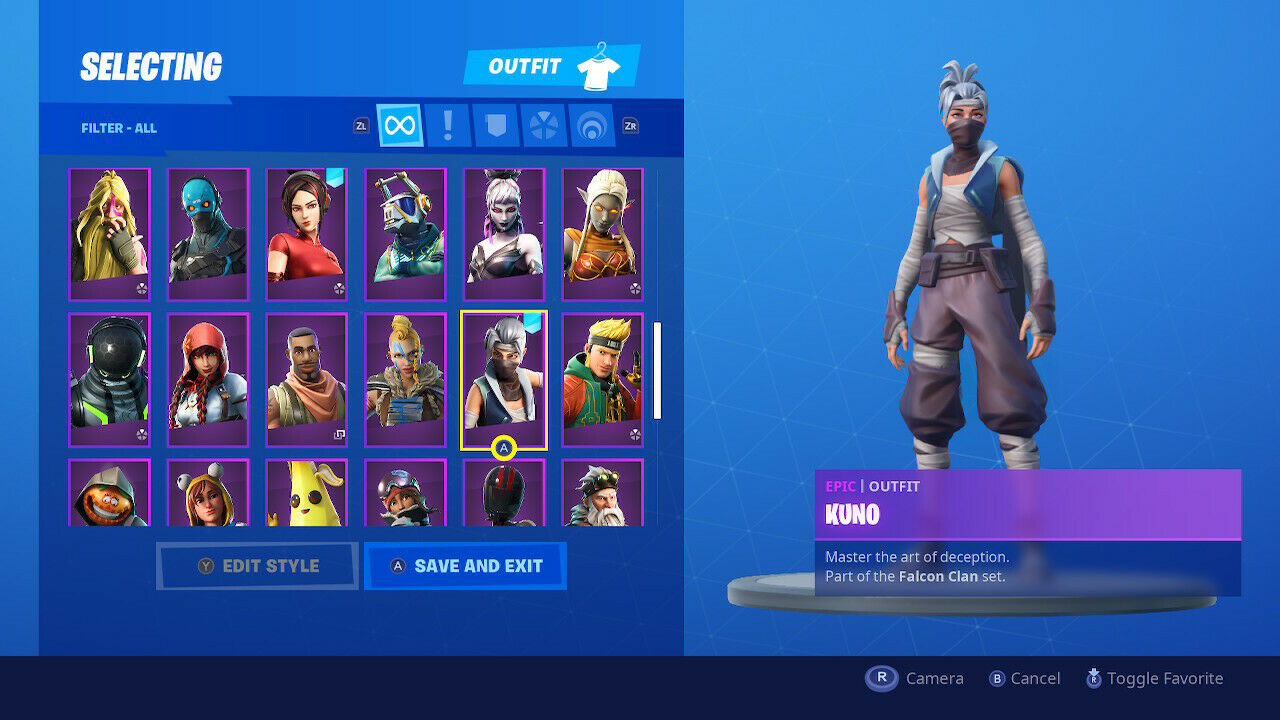 SELECTING
OUTFIT
FILTER - ALL
ZL
ZR
A
Y EDIT STYLE
A SAVE AND EXIT
EPIC | OUTFIT
KUNO
Master the art of deception.
Part of the Falcon Clan set.
R Camera
B Cancel
R Toggle Favorite